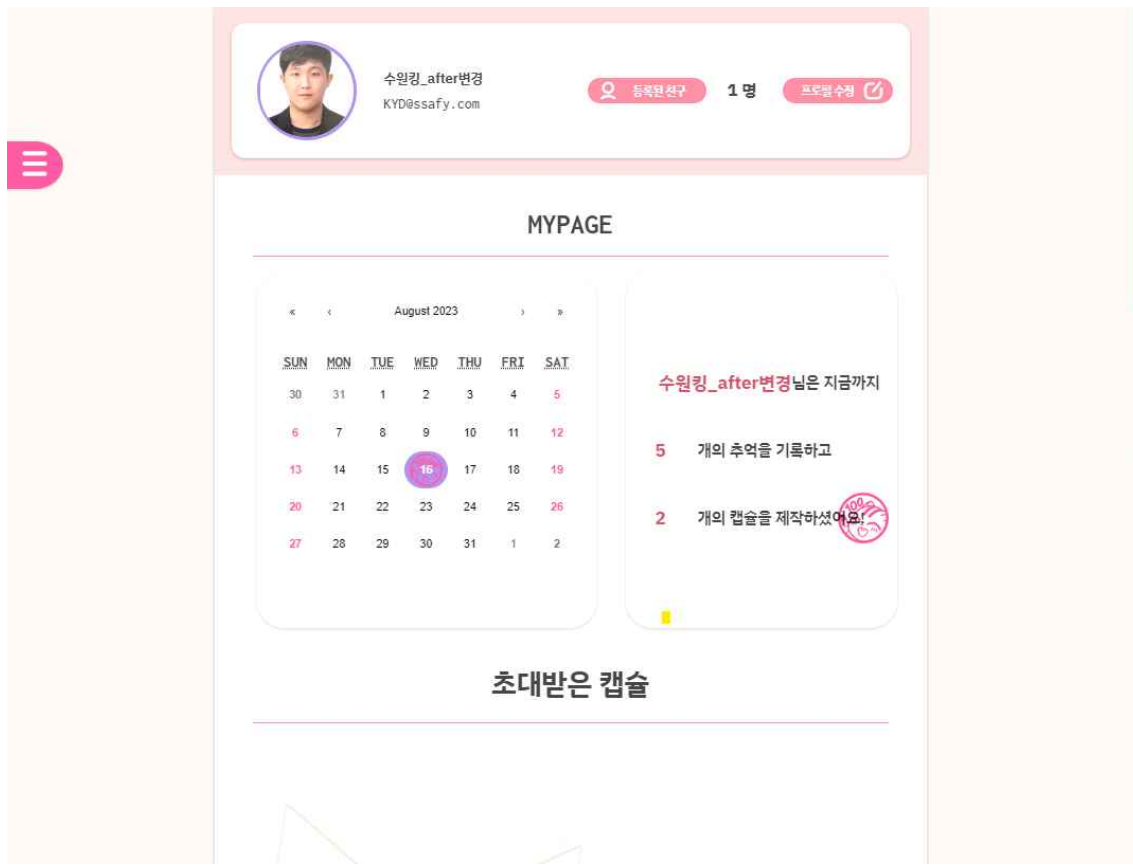 수원킹_after변경
KYD@ssafy.com
등록된 친구 1 명 프로필 수정
MYPAGE
« ‹ August 2023 › »
SUN MON TUE WED THU FRI SAT
30 31 1 2 3 4 5
6 7 8 9 10 11 12
13 14 15 16 17 18 19
20 21 22 23 24 25 26
27 28 29 30 31 1 2
수원킹_after변경님은 지금까지
5 개의 추억을 기록하고
2 개의 캡슐을 제작하셨어요!
100
초대받은 캡슐